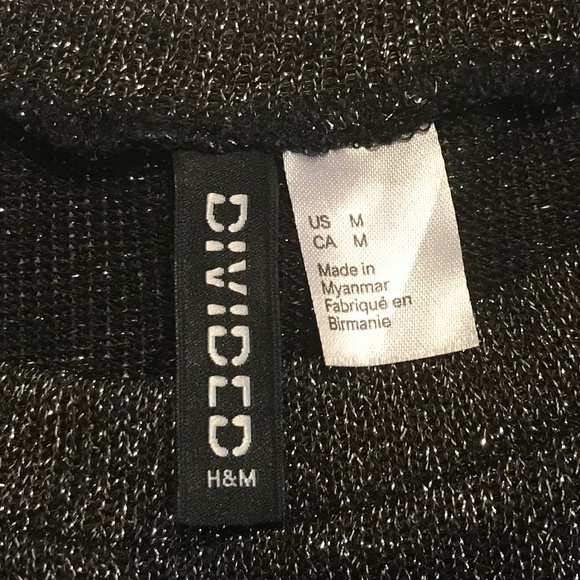 DIVIDED
H&M
US M
CA M
Made in
Myanmar
Fabriqué en
Birmanie